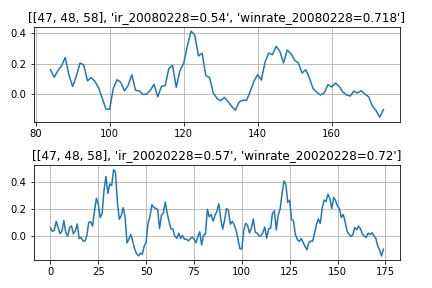 [[47, 48, 58], 'ir_20080228=0.54', 'winrate_20080228=0.718']
0.4
0.2
0.0
80 100 120 140 160
[[47, 48, 58], 'ir_20020228=0.57', 'winrate_20020228=0.72']
0.4
0.2
0.0
0 25 50 75 100 125 150 175